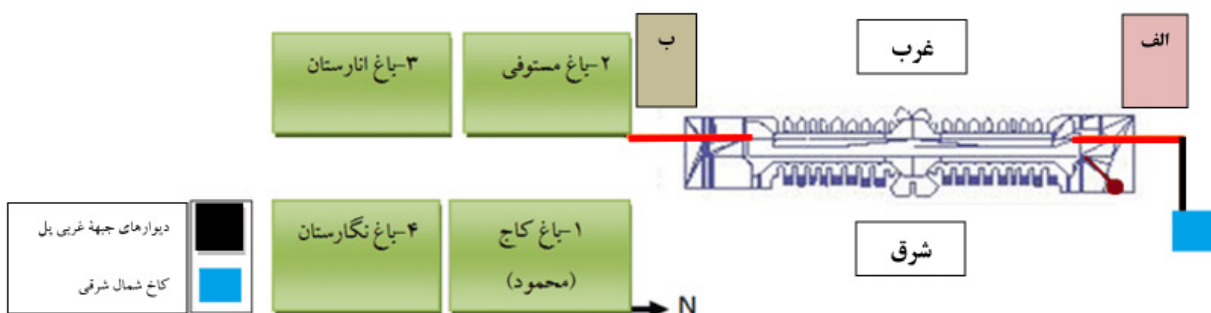 الف
غرب
ب
۲-باغ مستوفی
۳-باغ انارستان
شرق
۱-باغ کاج
(محمود)
۴-باغ نگارستان
دیوارهای جبهۀ غربی پل
کاخ شمال شرقی
N